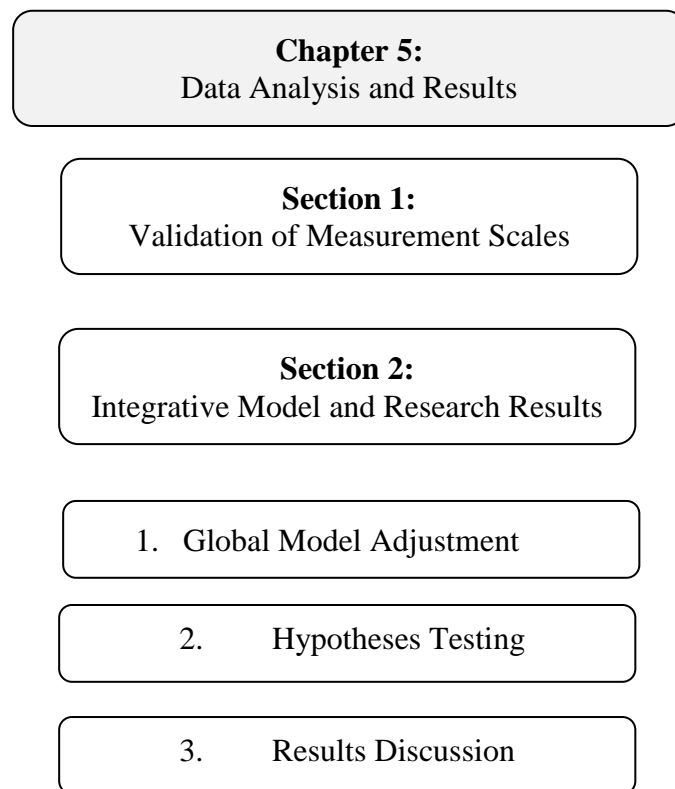 Chapter 5:
Data Analysis and Results
Section 1:
Validation of Measurement Scales
Section 2:
Integrative Model and Research Results
1. Global Model Adjustment
2. Hypotheses Testing
3. Results Discussion